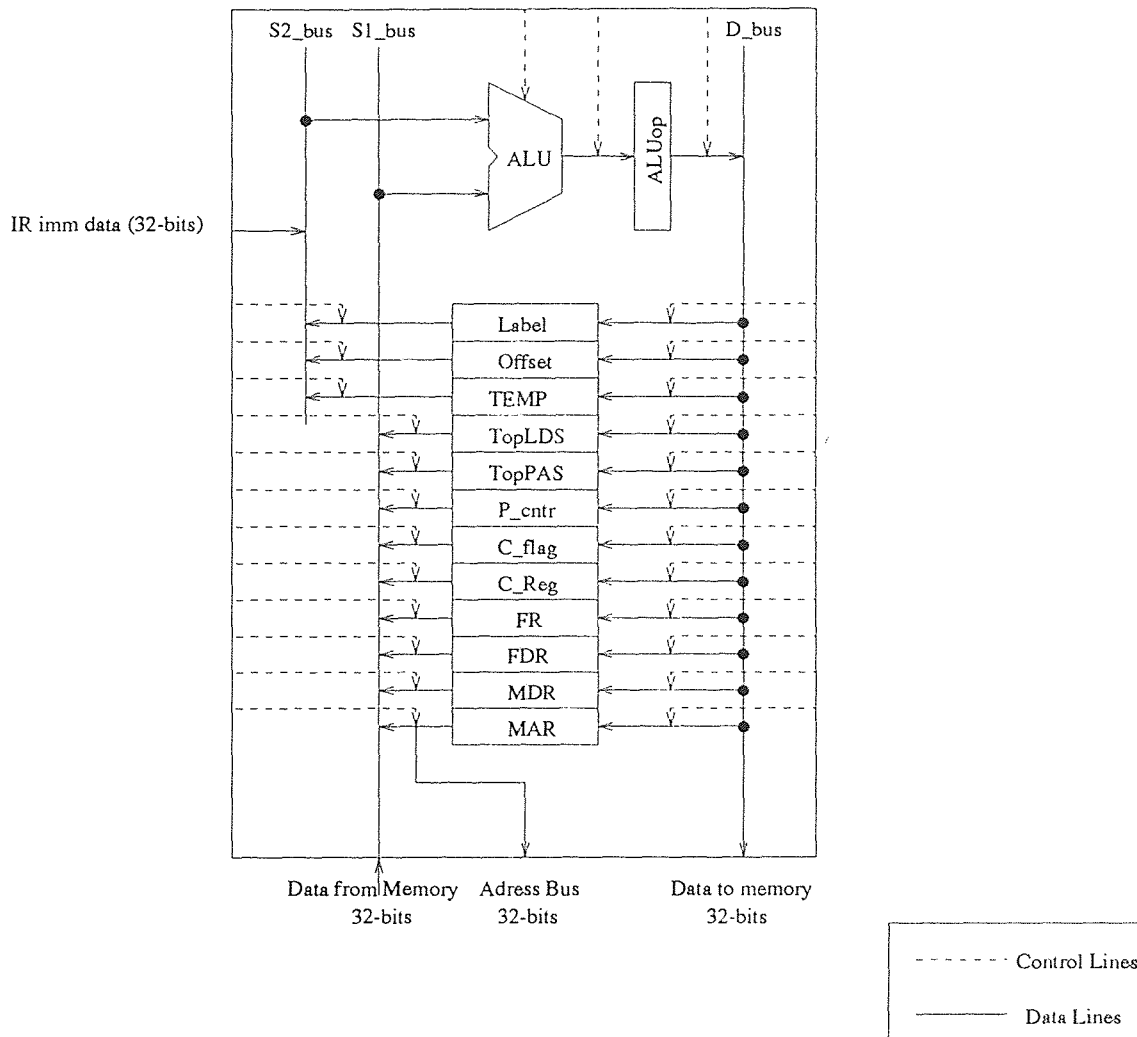 S2_bus S1_bus D_bus
ALU
ALUop
IR imm data (32-bits)
Label
Offset
TEMP
TopLDS
TopPAS
P_cntr
C_flag
C_Reg
FR
FDR
MDR
MAR
Data from Memory Adress Bus Data to memory
32-bits 32-bits 32-bits
Control Lines
Data Lines